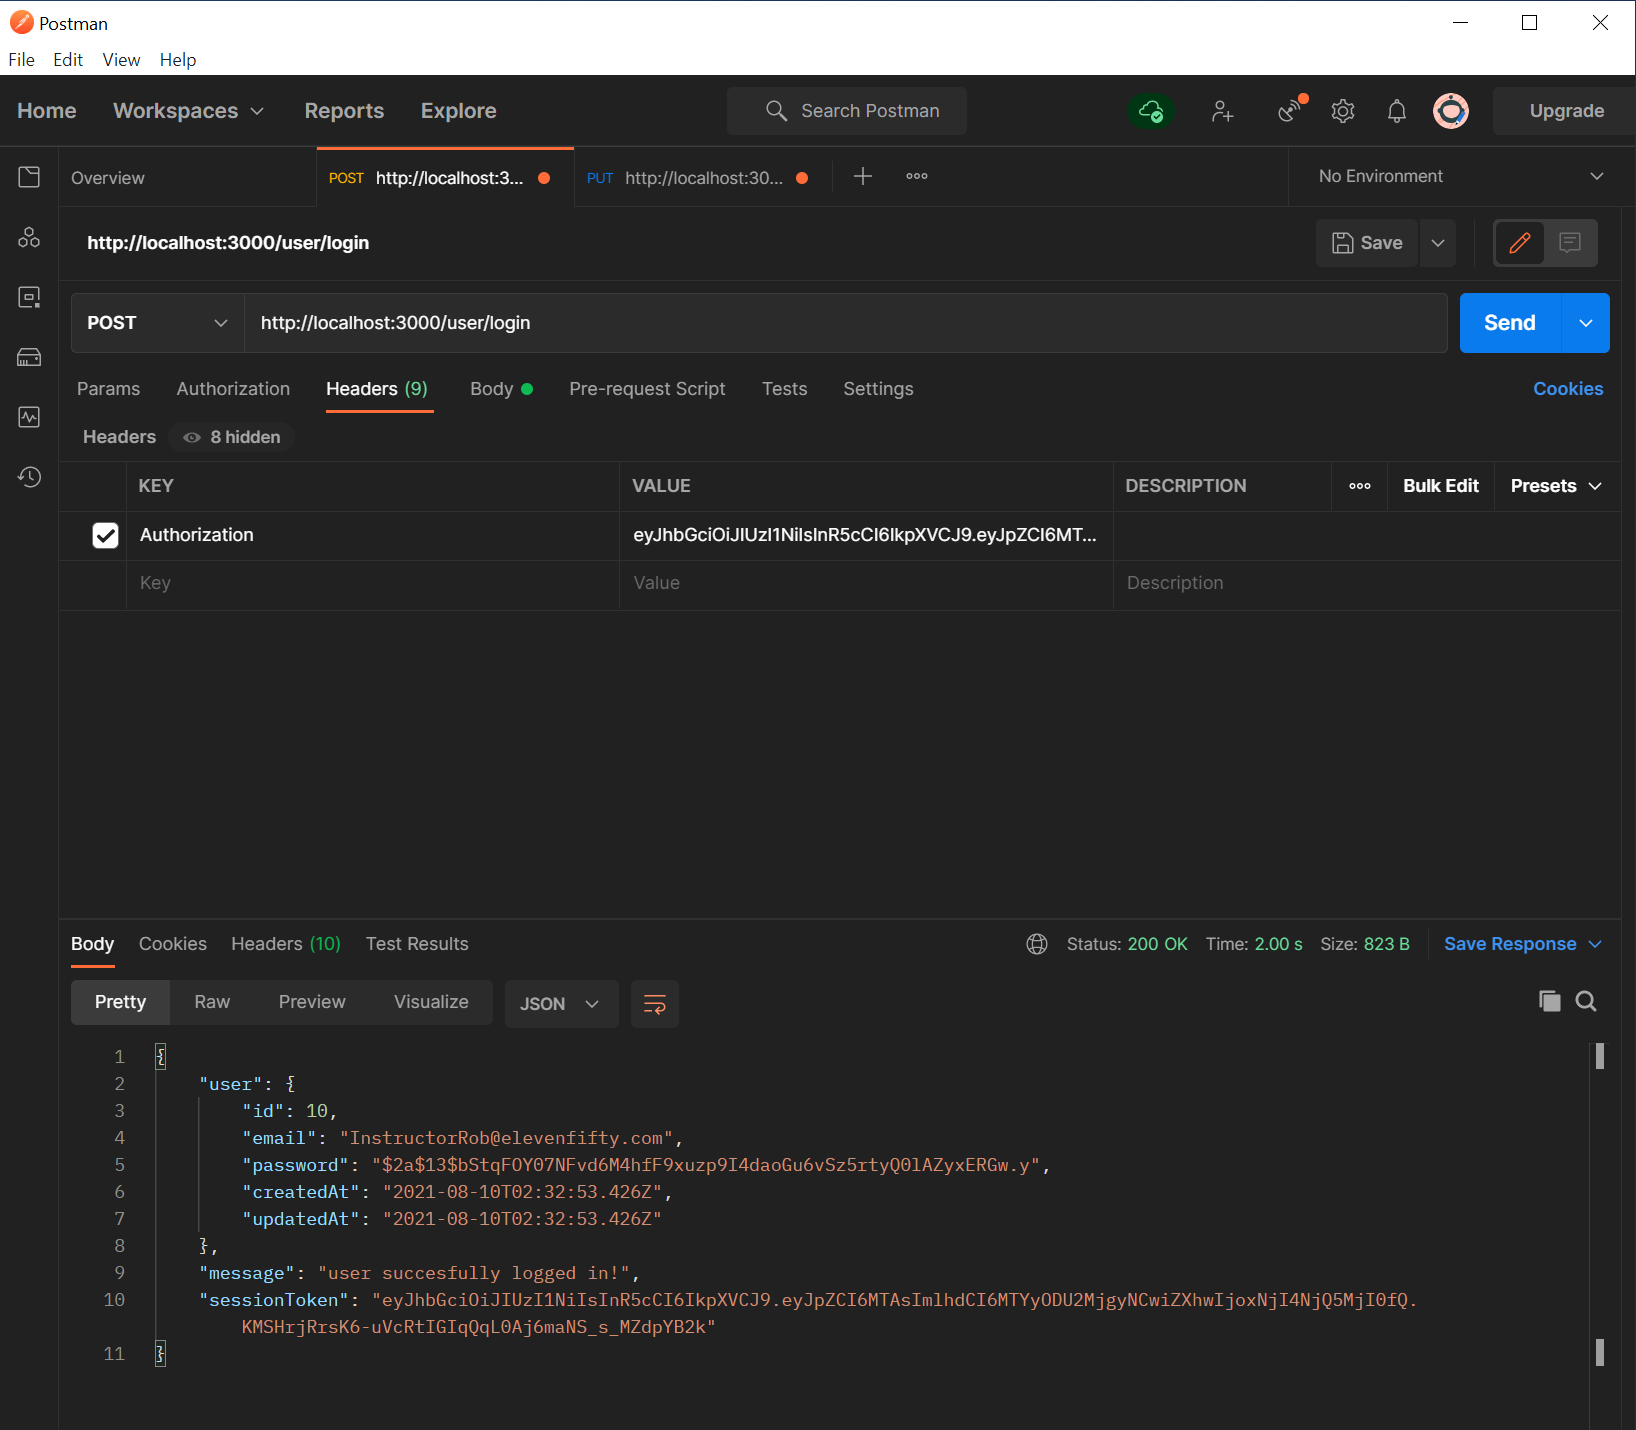 Postman
File Edit View Help
Home Workspaces Reports Explore Search Postman Upgrade
Overview POST http://localhost:3... PUT http://localhost:30... No Environment
http://localhost:3000/user/login Save
POST http://localhost:3000/user/login Send
Params Authorization Headers (9) Body Pre-request Script Tests Settings Cookies
Headers 8 hidden
KEY VALUE DESCRIPTION Bulk Edit Presets
Authorization eyJhbGciOiJIUzI1NiIsInR5cCI6IkpXVCJ9.eyJpZCI6MT...
Key Value Description
Body Cookies Headers (10) Test Results Status: 200 OK Time: 2.00 s Size: 823 B Save Response
Pretty Raw Preview Visualize JSON
1 {
2 "user": {
3 "id": 10,
4 "email": "InstructorRob@elevenfifty.com",
5 "password": "$2a$13$bStqFOY07NFvd6M4hfF9xuzp9I4daoGu6vSz5rtyQ0lAZyxERGw.y",
6 "createdAt": "2021-08-10T02:32:53.426Z",
7 "updatedAt": "2021-08-10T02:32:53.426Z"
8 },
9 "message": "user succesfully logged in!",
10 "sessionToken": "eyJhbGciOiJIUzI1NiIsInR5cCI6IkpXVCJ9.eyJpZCI6MTAsImlhdCI6MTYyODU2MjgyNCwiZXhwIjoxNjI4NjQ5MjI0fQ.
KMSHrjRrsK6-uVcRtIGIqQqL0Aj6maNS_s_MZdpYB2k"
11 }